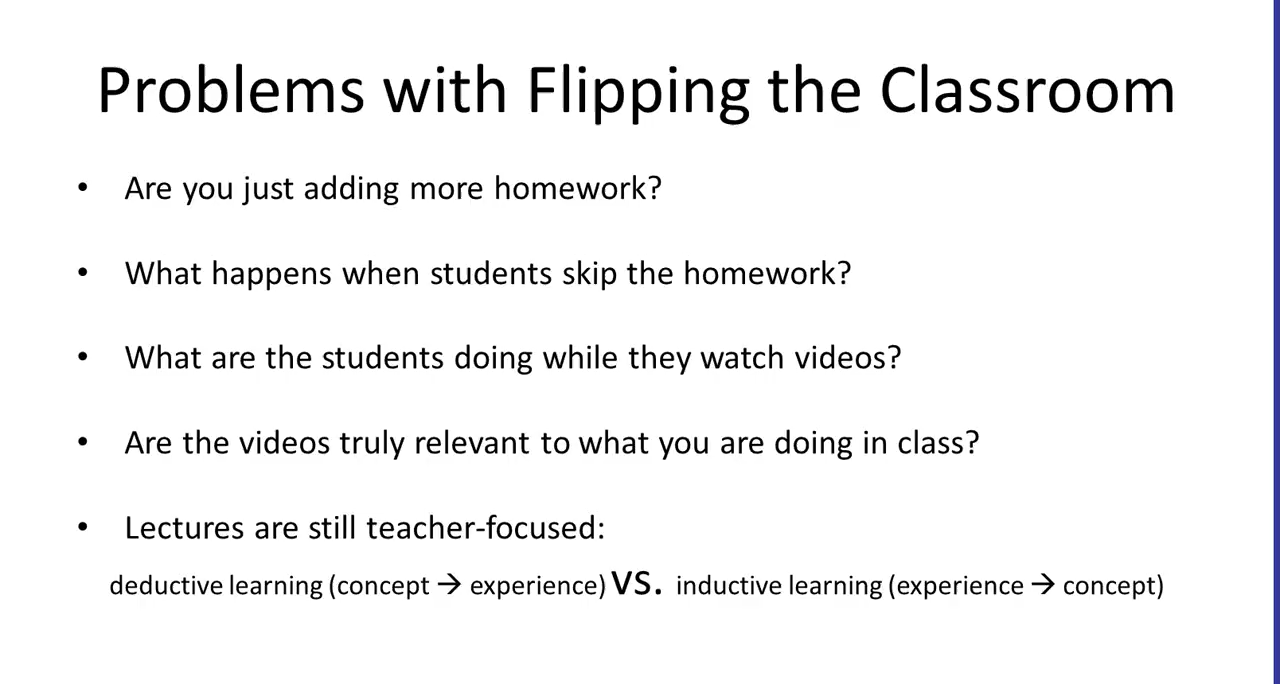 Problems with Flipping the Classroom
• Are you just adding more homework?
• What happens when students skip the homework?
• What are the students doing while they watch videos?
• Are the videos truly relevant to what you are doing in class?
• Lectures are still teacher-focused:
deductive learning (concept → experience) vs. inductive learning (experience → concept)